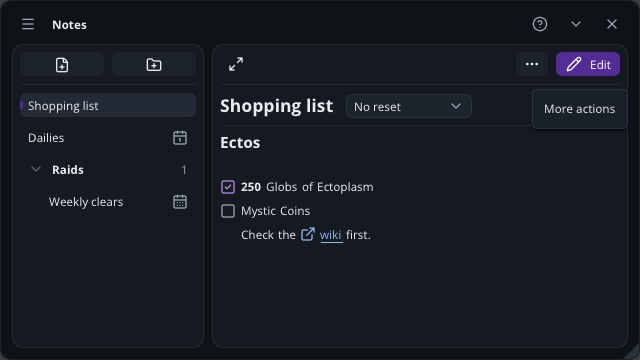 Notes
Shopping list
Dailies
Raids 1
Weekly clears
Edit
More actions
Shopping list
No reset
Ectos
250 Globs of Ectoplasm
Mystic Coins
Check the wiki first.